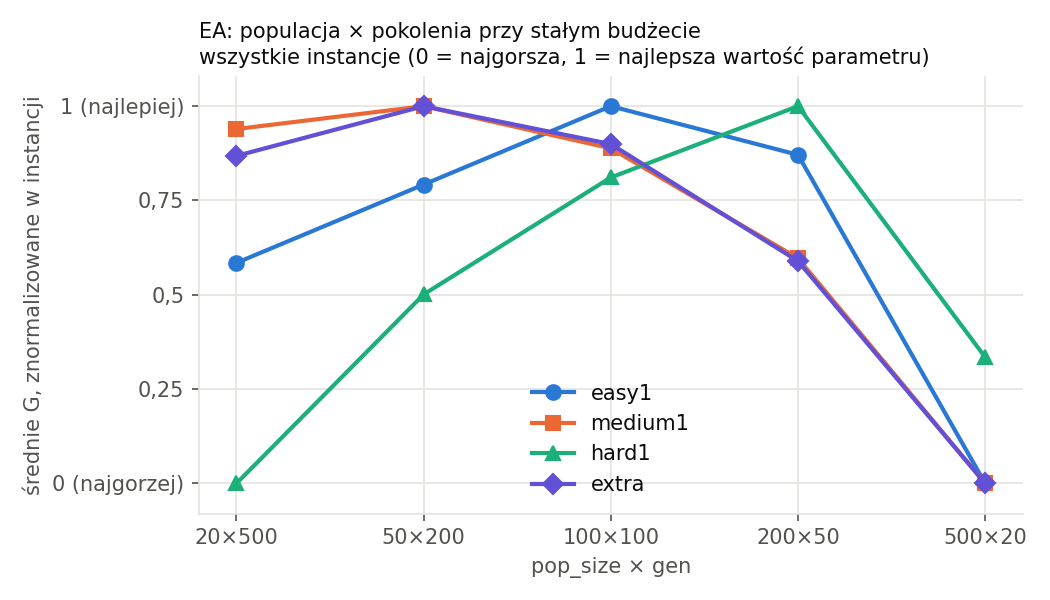 EA: populacja × pokolenia przy stałym budżecie
wszystkie instancje (0 = najgorsza, 1 = najlepsza wartość parametru)
średnie G, znormalizowane w instancji
1 (najlepiej)
0,75
0,5
0,25
0 (najgorzej)
easy1
medium1
hard1
extra
20×500
50×200
100×100
200×50
500×20
pop_size × gen